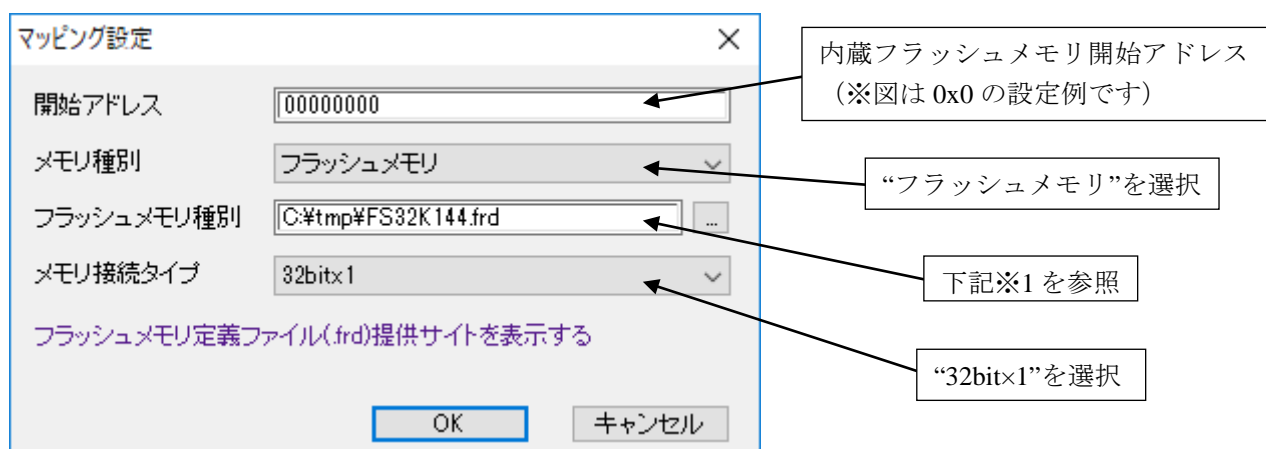 マッピング設定
内蔵フラッシュメモリ開始アドレス
(※図は 0x0 の設定例です)
開始アドレス 00000000
メモリ種別 フラッシュメモリ
“フラッシュメモリ”を選択
フラッシュメモリ種別 C:¥tmp¥FS32K144.frd ...
下記※1 を参照
メモリ接続タイプ 32bitx1
フラッシュメモリ定義ファイル(.frd)提供サイトを表示する
“32bit×1”を選択
OK キャンセル